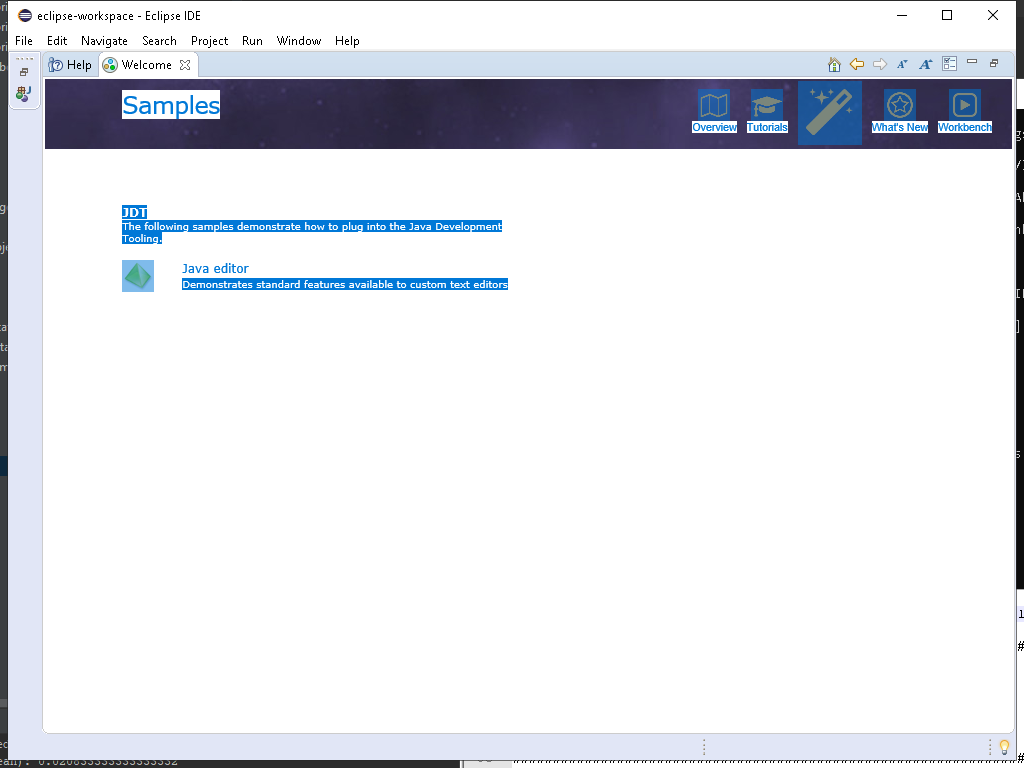 eclipse-workspace - Eclipse IDE
File Edit Navigate Search Project Run Window Help
Help Welcome
Samples
Overview Tutorials What's New Workbench
JDT
The following samples demonstrate how to plug into the Java Development
Tooling.
Java editor
Demonstrates standard features available to custom text editors